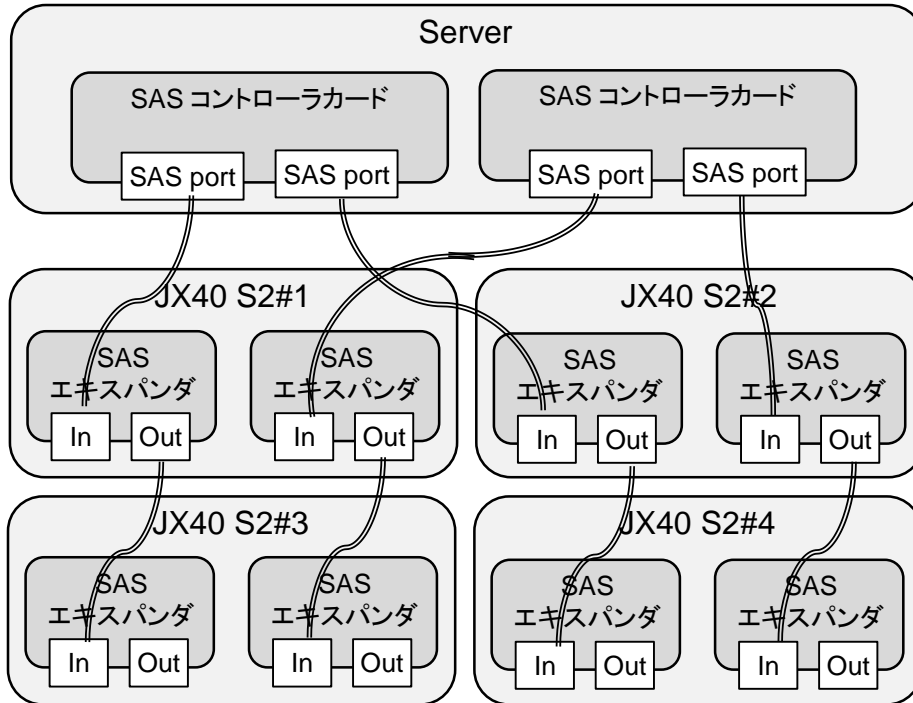 Server
SAS コントローラカード
SAS コントローラカード
SAS port
SAS port
SAS port
SAS port
JX40 S2#1
JX40 S2#2
SAS
エキスパンダ
SAS
エキスパンダ
SAS
エキスパンダ
SAS
エキスパンダ
In
Out
In
Out
In
Out
In
Out
JX40 S2#3
JX40 S2#4
SAS
エキスパンダ
SAS
エキスパンダ
SAS
エキスパンダ
SAS
エキスパンダ
In
Out
In
Out
In
Out
In
Out